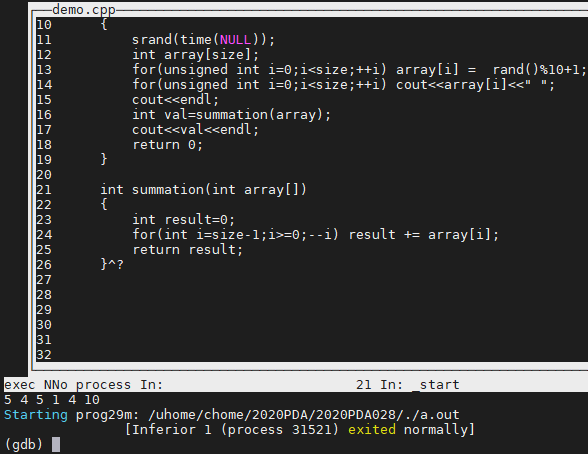 demo.cpp
10 {
11 srand(time(NULL));
12 int array[size];
13 for(unsigned int i=0;i<size;++i) array[i] =  rand()%10+1;
14 for(unsigned int i=0;i<size;++i) cout<<array[i]<<" ";
15 cout<<endl;
16 int val=summation(array);
17 cout<<val<<endl;
18 return 0;
19 }
20
21 int summation(int array[])
22 {
23 int result=0;
24 for(int i=size-1;i>=0;--i) result += array[i];
25 return result;
26 }^?
27
28
29
30
31
32
exec NNo process In: 21 In: _start
5 4 5 1 4 10
Starting prog29m: /uhome/chome/2020PDA/2020PDA028/./a.out
[Inferior 1 (process 31521) exited normally]
(gdb)